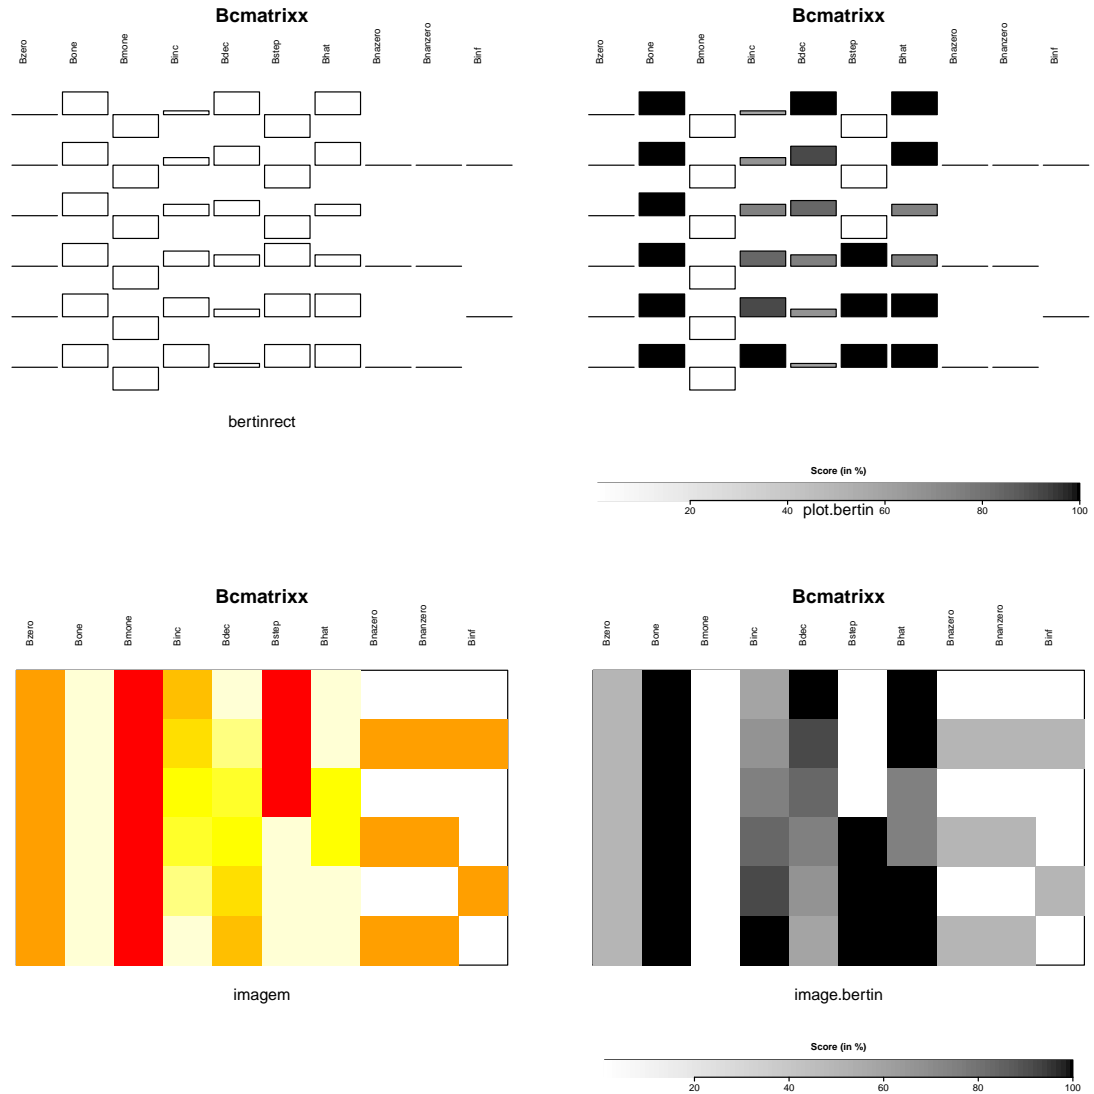 Bcmatrixx
Bzero Bone Bmone Binc Bdec Bstep Bhat Bnazero Bnanzero Binf
bertinrect
Bcmatrixx
Bzero Bone Bmone Binc Bdec Bstep Bhat Bnazero Bnanzero Binf
Score (in %)
20 40 60 80 100
plot.bertin
Bcmatrixx
Bzero Bone Bmone Binc Bdec Bstep Bhat Bnazero Bnanzero Binf
imagem
Bcmatrixx
Bzero Bone Bmone Binc Bdec Bstep Bhat Bnazero Bnanzero Binf
image.bertin
Score (in %)
20 40 60 80 100